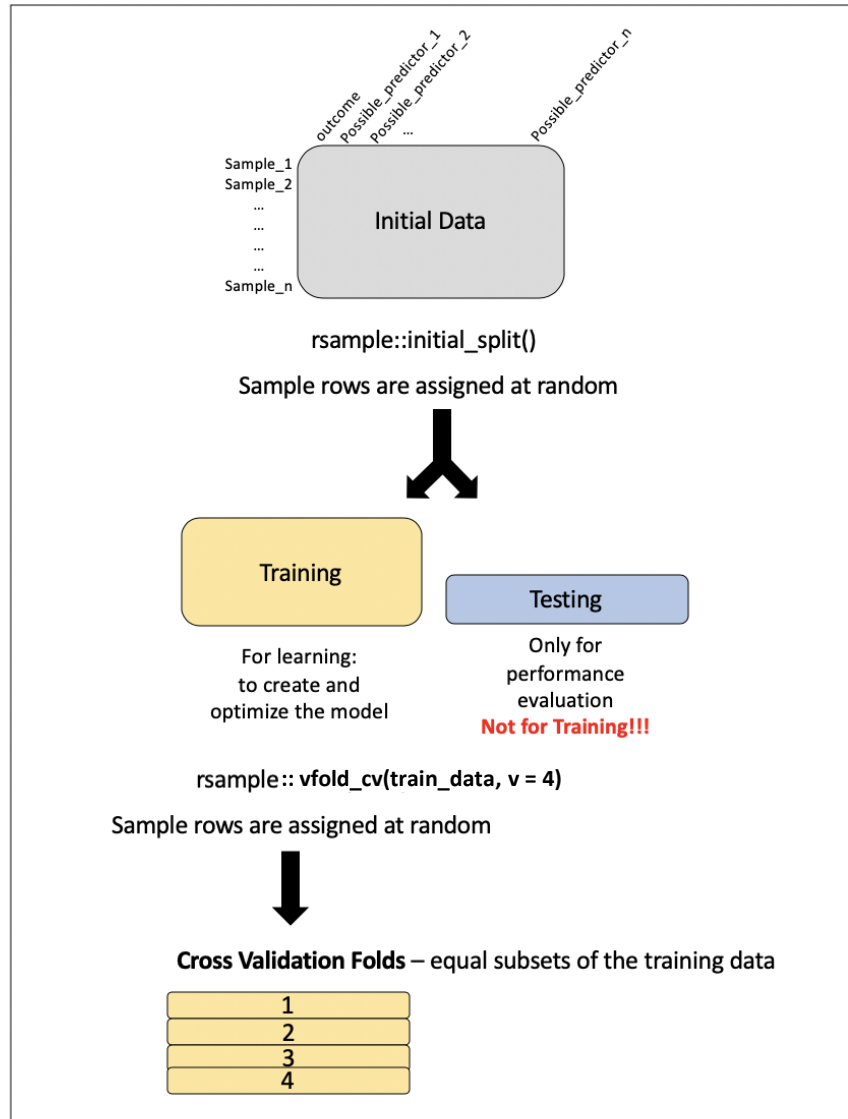 outcome
Possible_predictor_1
Possible_predictor_2
...
Possible_predictor_n
Sample_1
Sample_2
...
...
...
...
Sample_n
Initial Data
rsample::initial_split()
Sample rows are assigned at random
Training
Testing
For learning:
to create and
optimize the model
Only for
performance
evaluation
Not for Training!!!
rsample:: vfold_cv(train_data, v = 4)
Sample rows are assigned at random
Cross Validation Folds – equal subsets of the training data
1
2
3
4